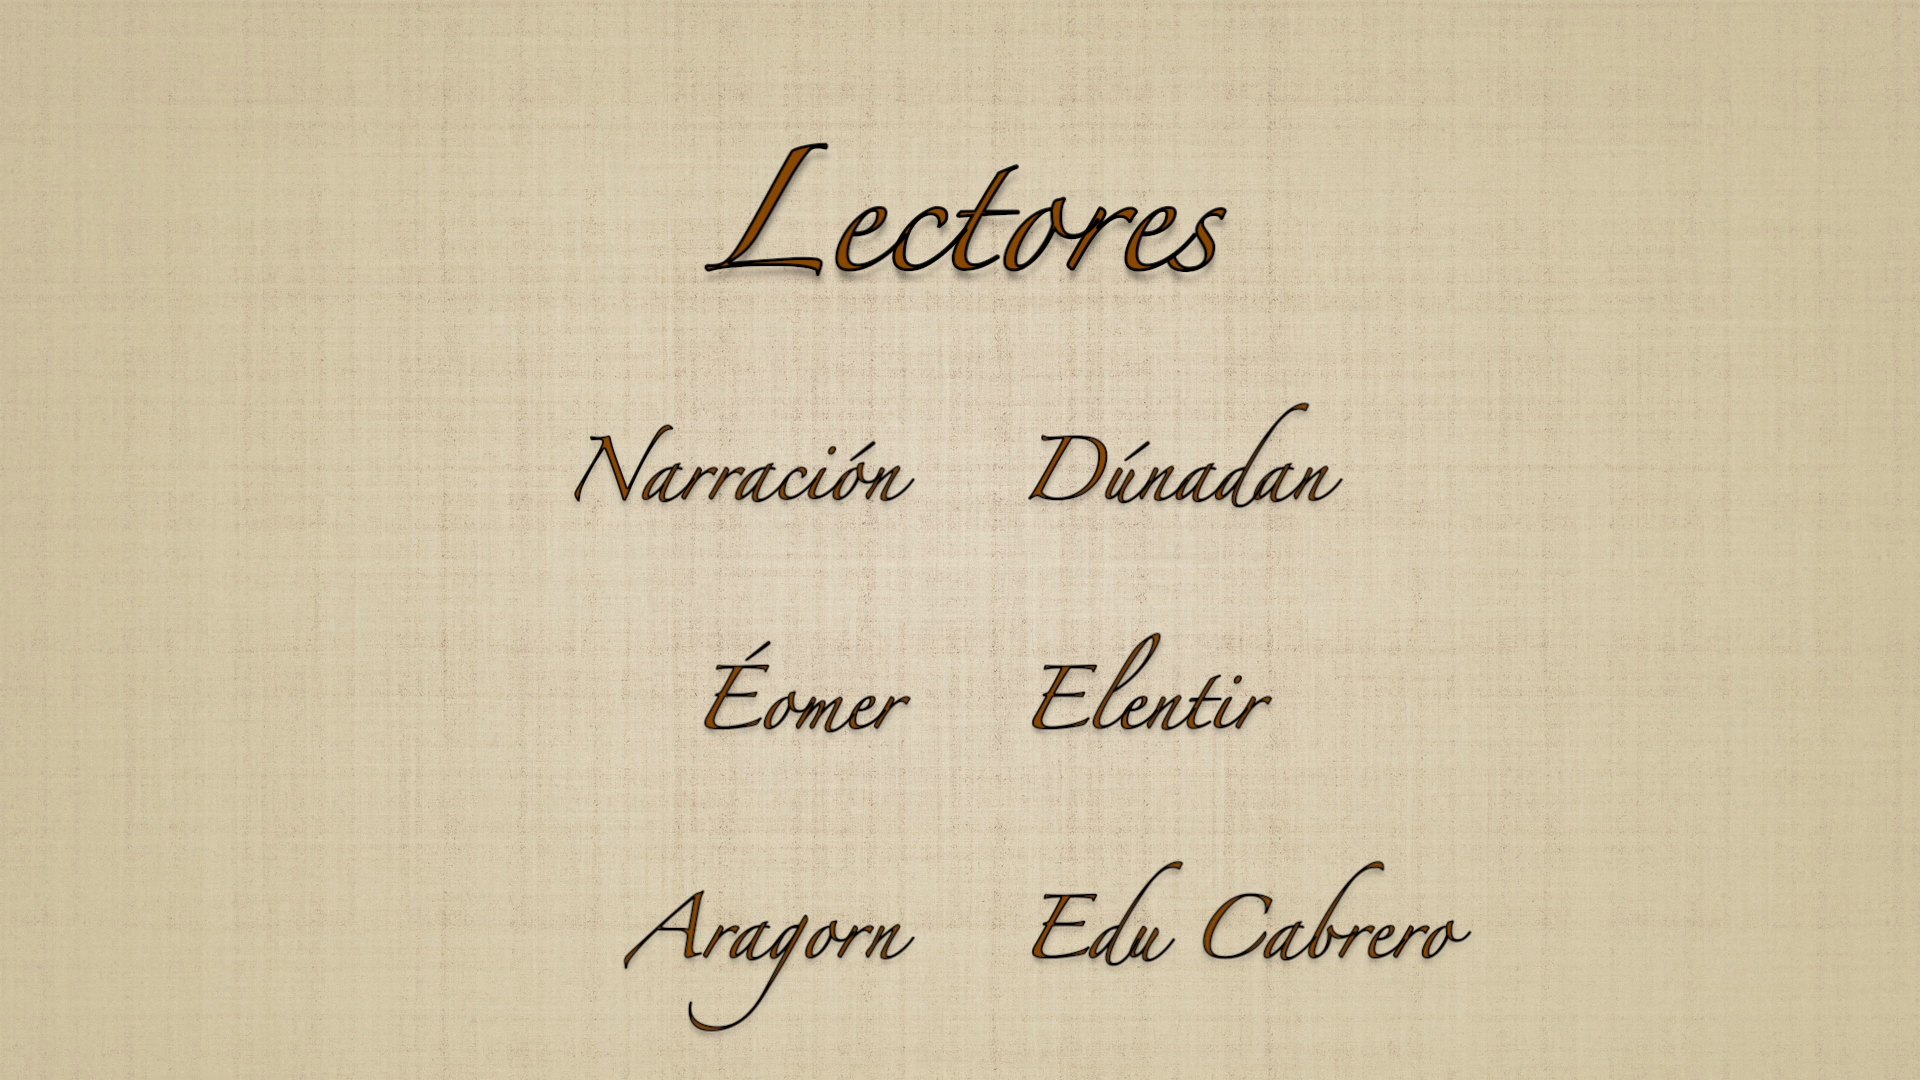 Lectores
Narración Dúnadan
Éomer Elentir
Aragorn Edu Cabrero